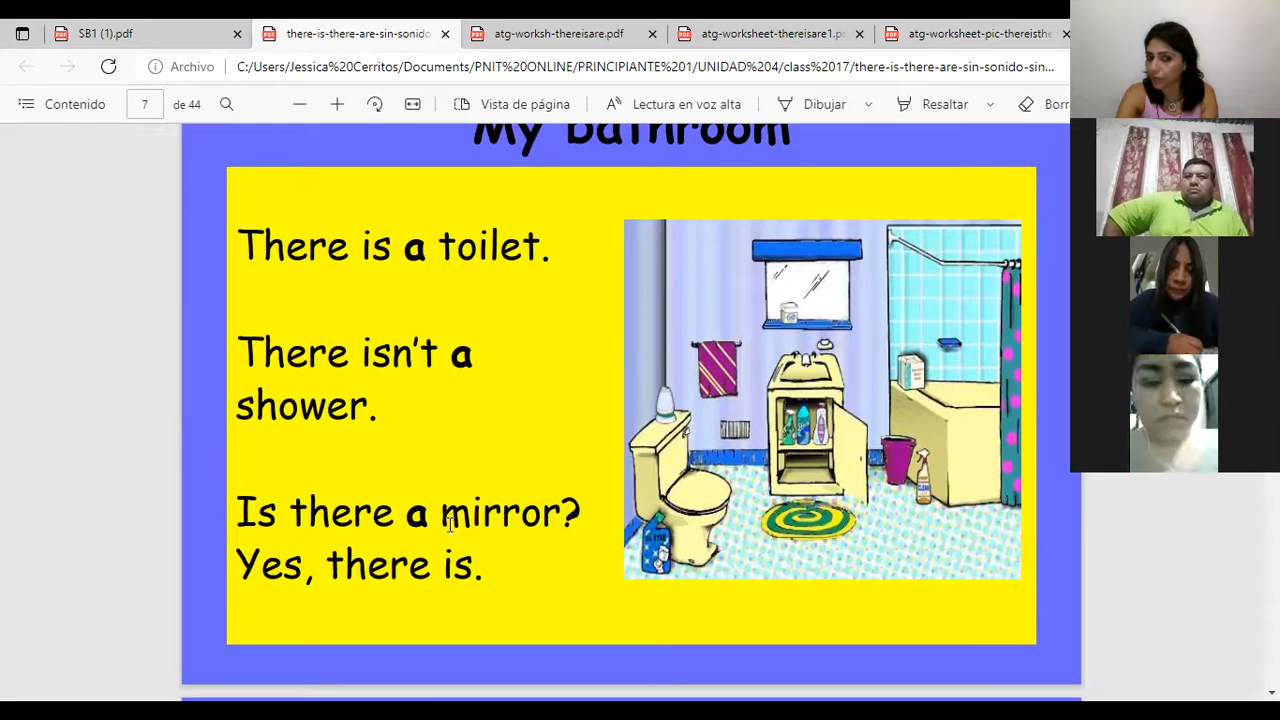 SB1 (1).pdf
there-is-there-are-sin-sonido
atg-worksh-thereisare.pdf
atg-worksheet-thereisare1.pc
atg-worksheet-pic-thereisthe
Archivo
C:/Users/Jessica%20Cerritos/Documents/PNIT%20ONLINE/PRINCIPIANTE%201/UNIDAD%204/class%2017/there-is-there-are-sin-sonido-sin...
Contenido
7
de 44
Vista de página
Lectura en voz alta
Dibujar
Resaltar
Borr
My bathroom
There is a toilet.
There isn't a
shower.
Is there a mirror?
Yes, there is.